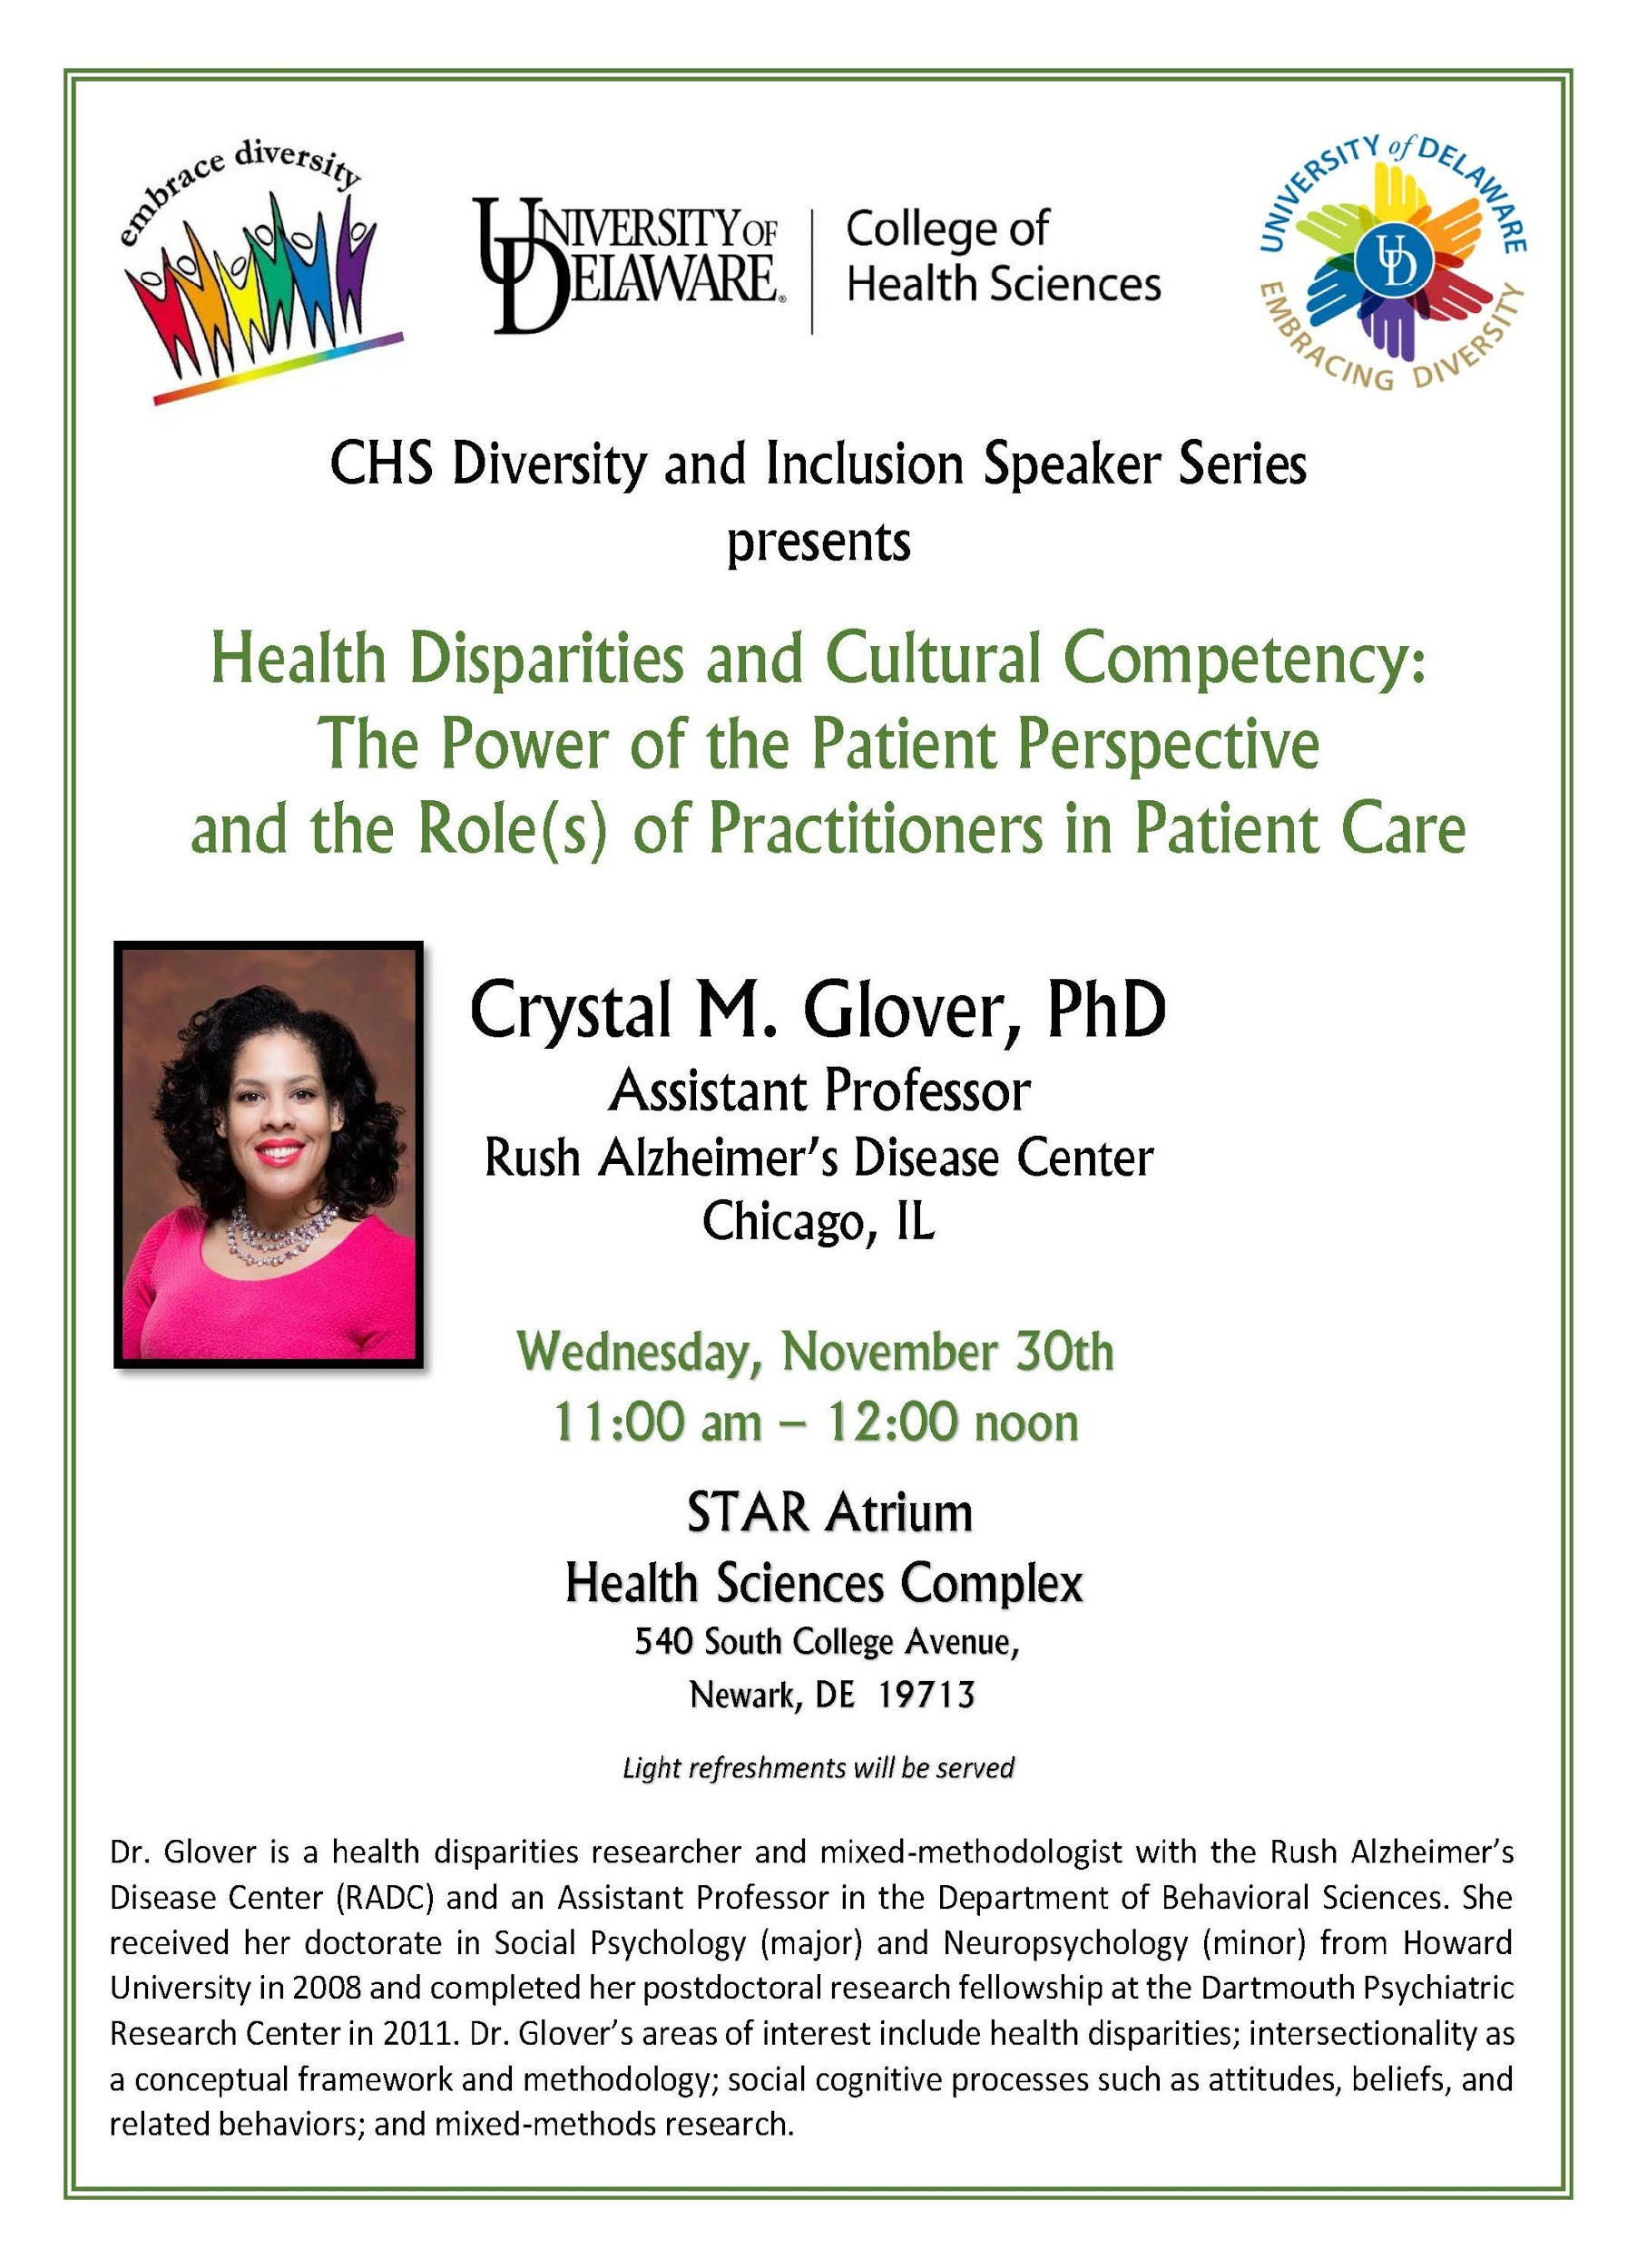 embrace diversity
UNIVERSITY OF
DELAWARE®
College of
Health Sciences
UNIVERSITY of DELAWARE
UD
EMBRACING DIVERSITY
CHS Diversity and Inclusion Speaker Series
presents
Health Disparities and Cultural Competency:
The Power of the Patient Perspective
and the Role(s) of Practitioners in Patient Care
Crystal M. Glover, PhD
Assistant Professor
Rush Alzheimer’s Disease Center
Chicago, IL
Wednesday, November 30th
11:00 am – 12:00 noon
STAR Atrium
Health Sciences Complex
540 South College Avenue,
Newark, DE 19713
Light refreshments will be served
Dr. Glover is a health disparities researcher and mixed-methodologist with the Rush Alzheimer’s
Disease Center (RADC) and an Assistant Professor in the Department of Behavioral Sciences. She
received her doctorate in Social Psychology (major) and Neuropsychology (minor) from Howard
University in 2008 and completed her postdoctoral research fellowship at the Dartmouth Psychiatric
Research Center in 2011. Dr. Glover’s areas of interest include health disparities; intersectionality as
a conceptual framework and methodology; social cognitive processes such as attitudes, beliefs, and
related behaviors; and mixed-methods research.